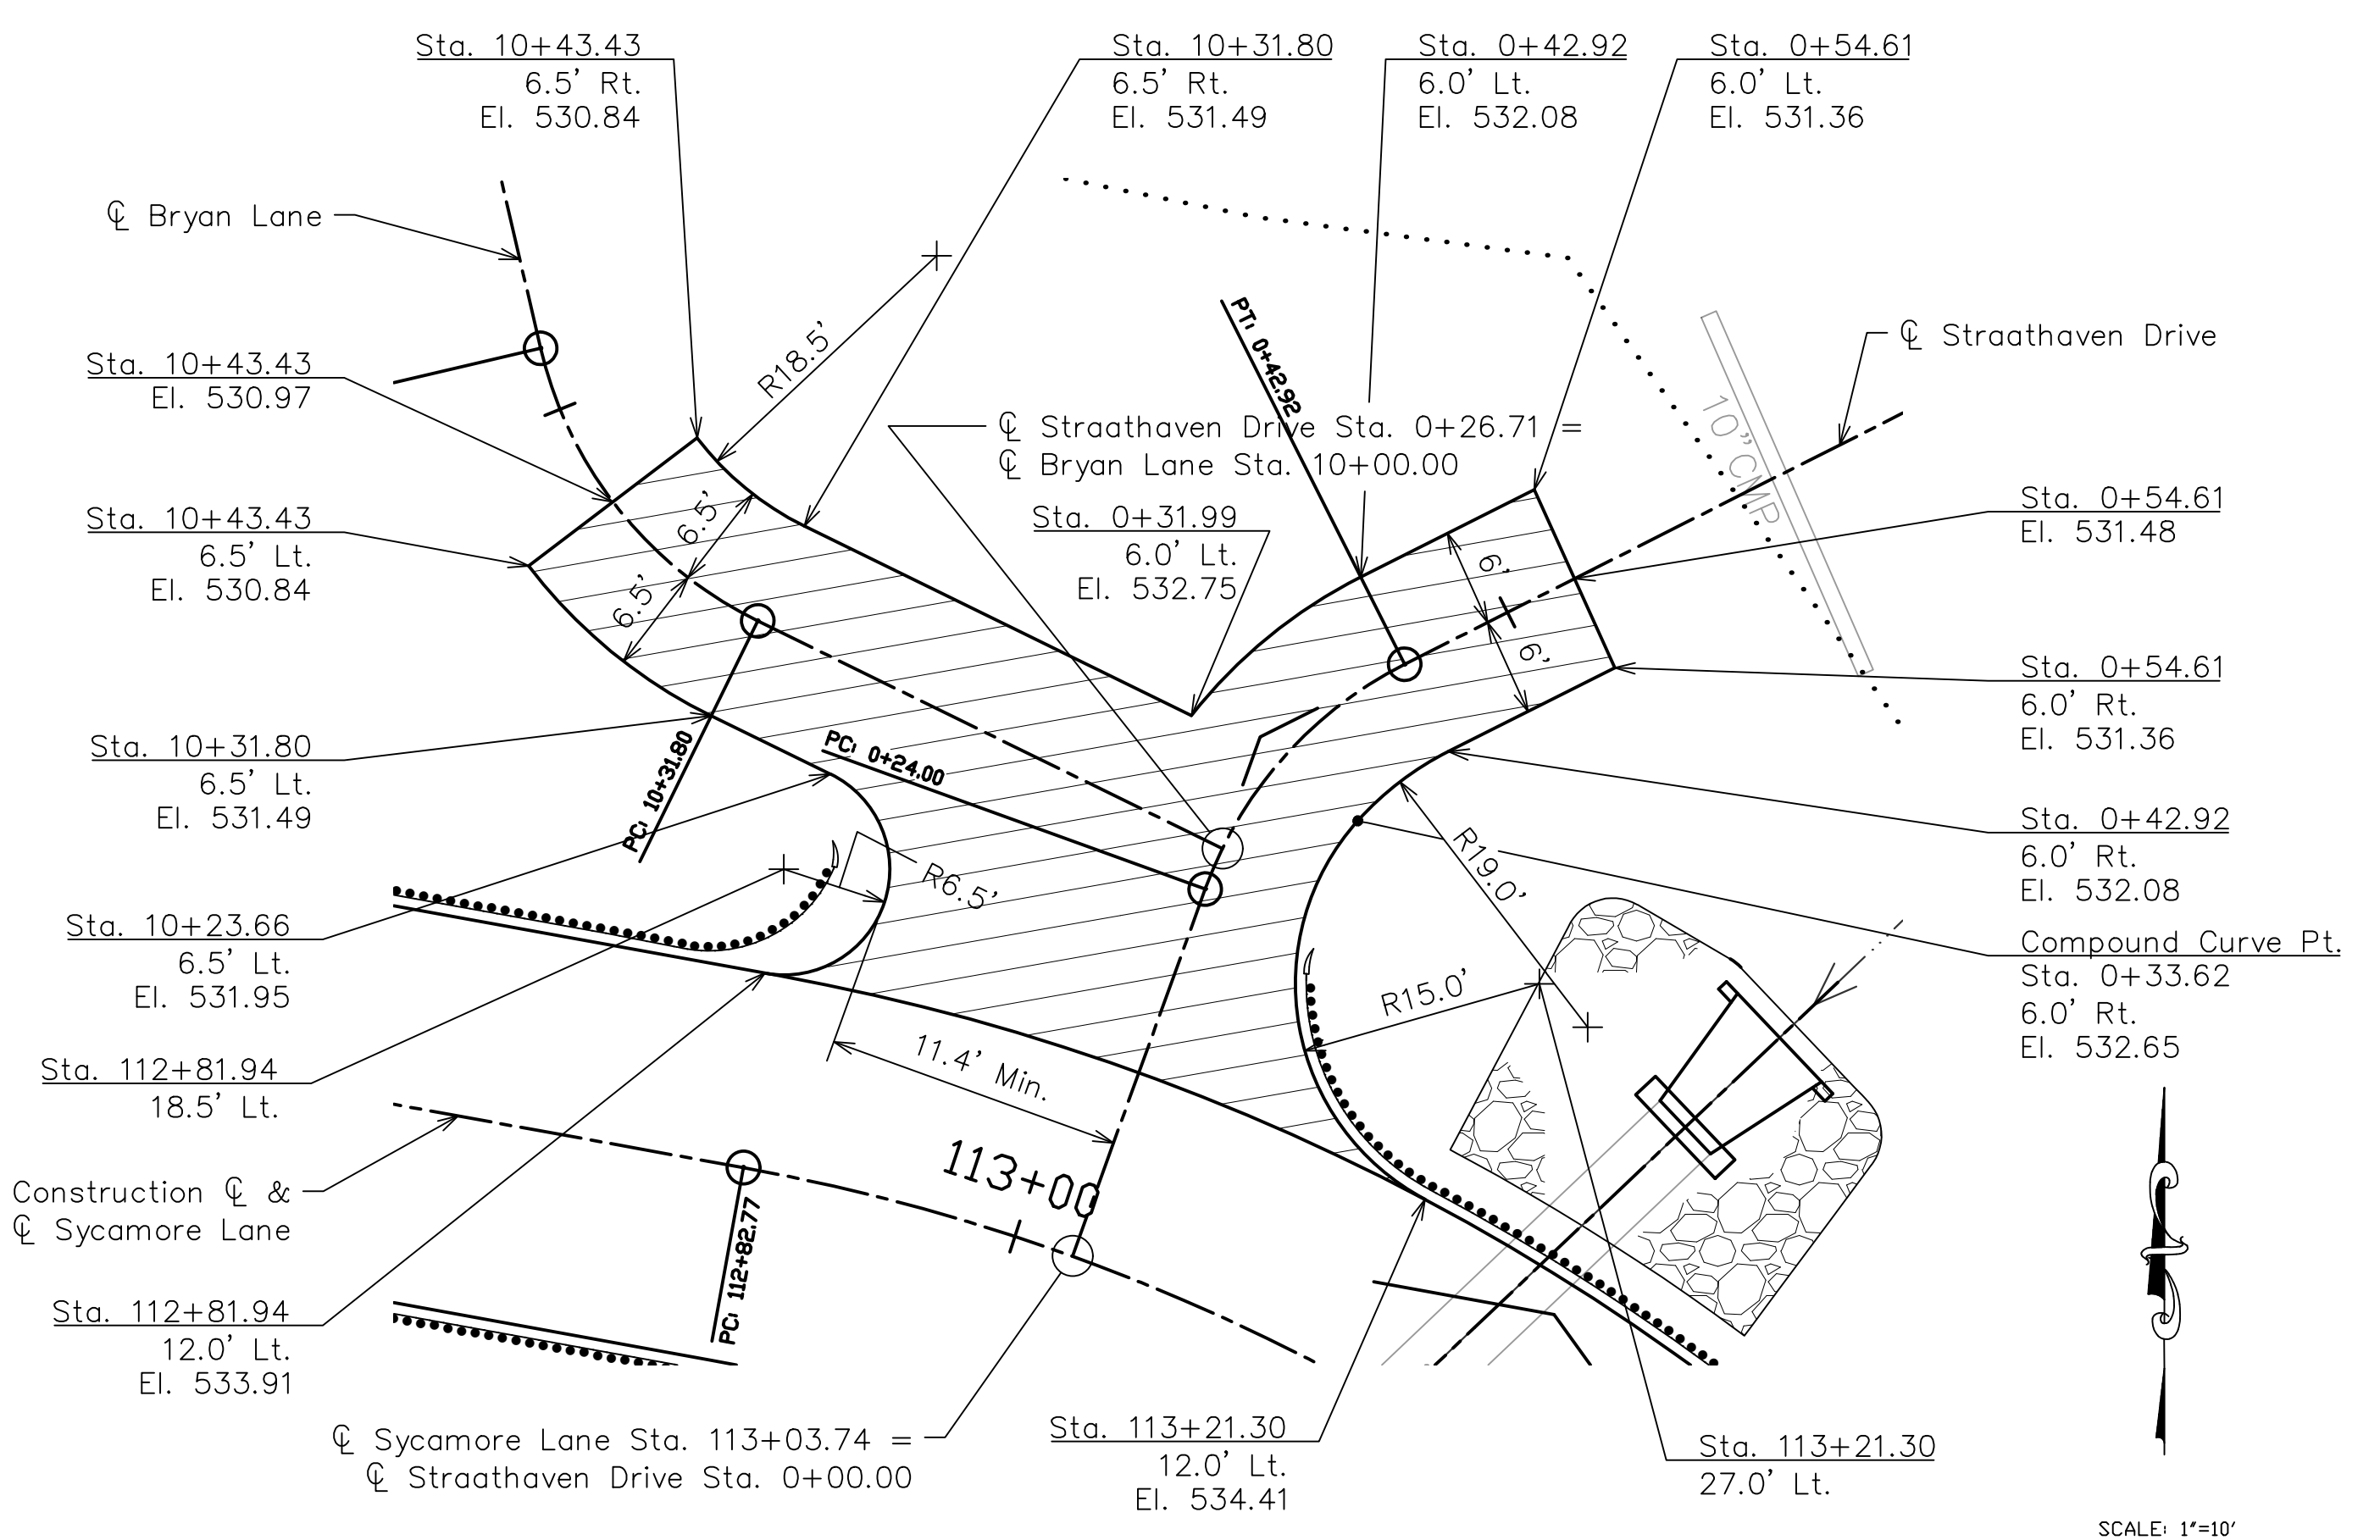 Sta. 10+43.43
6.5' Rt.
El. 530.84
Sta. 10+31.80
6.5' Rt.
El. 531.49
Sta. 0+42.92
6.0' Lt.
El. 532.08
Sta. 0+54.61
6.0' Lt.
El. 531.36
℄ Bryan Lane
R18.5'
PT: 0+42.92
℄ Straathaven Drive
Sta. 10+43.43
El. 530.97
10"CMP
℄ Straathaven Drive Sta. 0+26.71 =
℄ Bryan Lane Sta. 10+00.00
Sta. 10+43.43
6.5' Lt.
El. 530.84
6.5'
6.5'
Sta. 0+31.99
6.0' Lt.
El. 532.75
6'
6'
Sta. 0+54.61
El. 531.48
Sta. 0+54.61
6.0' Rt.
El. 531.36
Sta. 10+31.80
6.5' Lt.
El. 531.49
PC: 10+31.80
PC: 0+24.00
Sta. 0+42.92
6.0' Rt.
El. 532.08
R6.5'
R19.0'
Sta. 10+23.66
6.5' Lt.
El. 531.95
Compound Curve Pt.
Sta. 0+33.62
6.0' Rt.
El. 532.65
R15.0'
11.4' Min.
Sta. 112+81.94
18.5' Lt.
113+00
Construction ℄ &
℄ Sycamore Lane
PC: 112+82.77
Sta. 112+81.94
12.0' Lt.
El. 533.91
℄ Sycamore Lane Sta. 113+03.74 =
℄ Straathaven Drive Sta. 0+00.00
Sta. 113+21.30
12.0' Lt.
El. 534.41
Sta. 113+21.30
27.0' Lt.
SCALE: 1"=10'